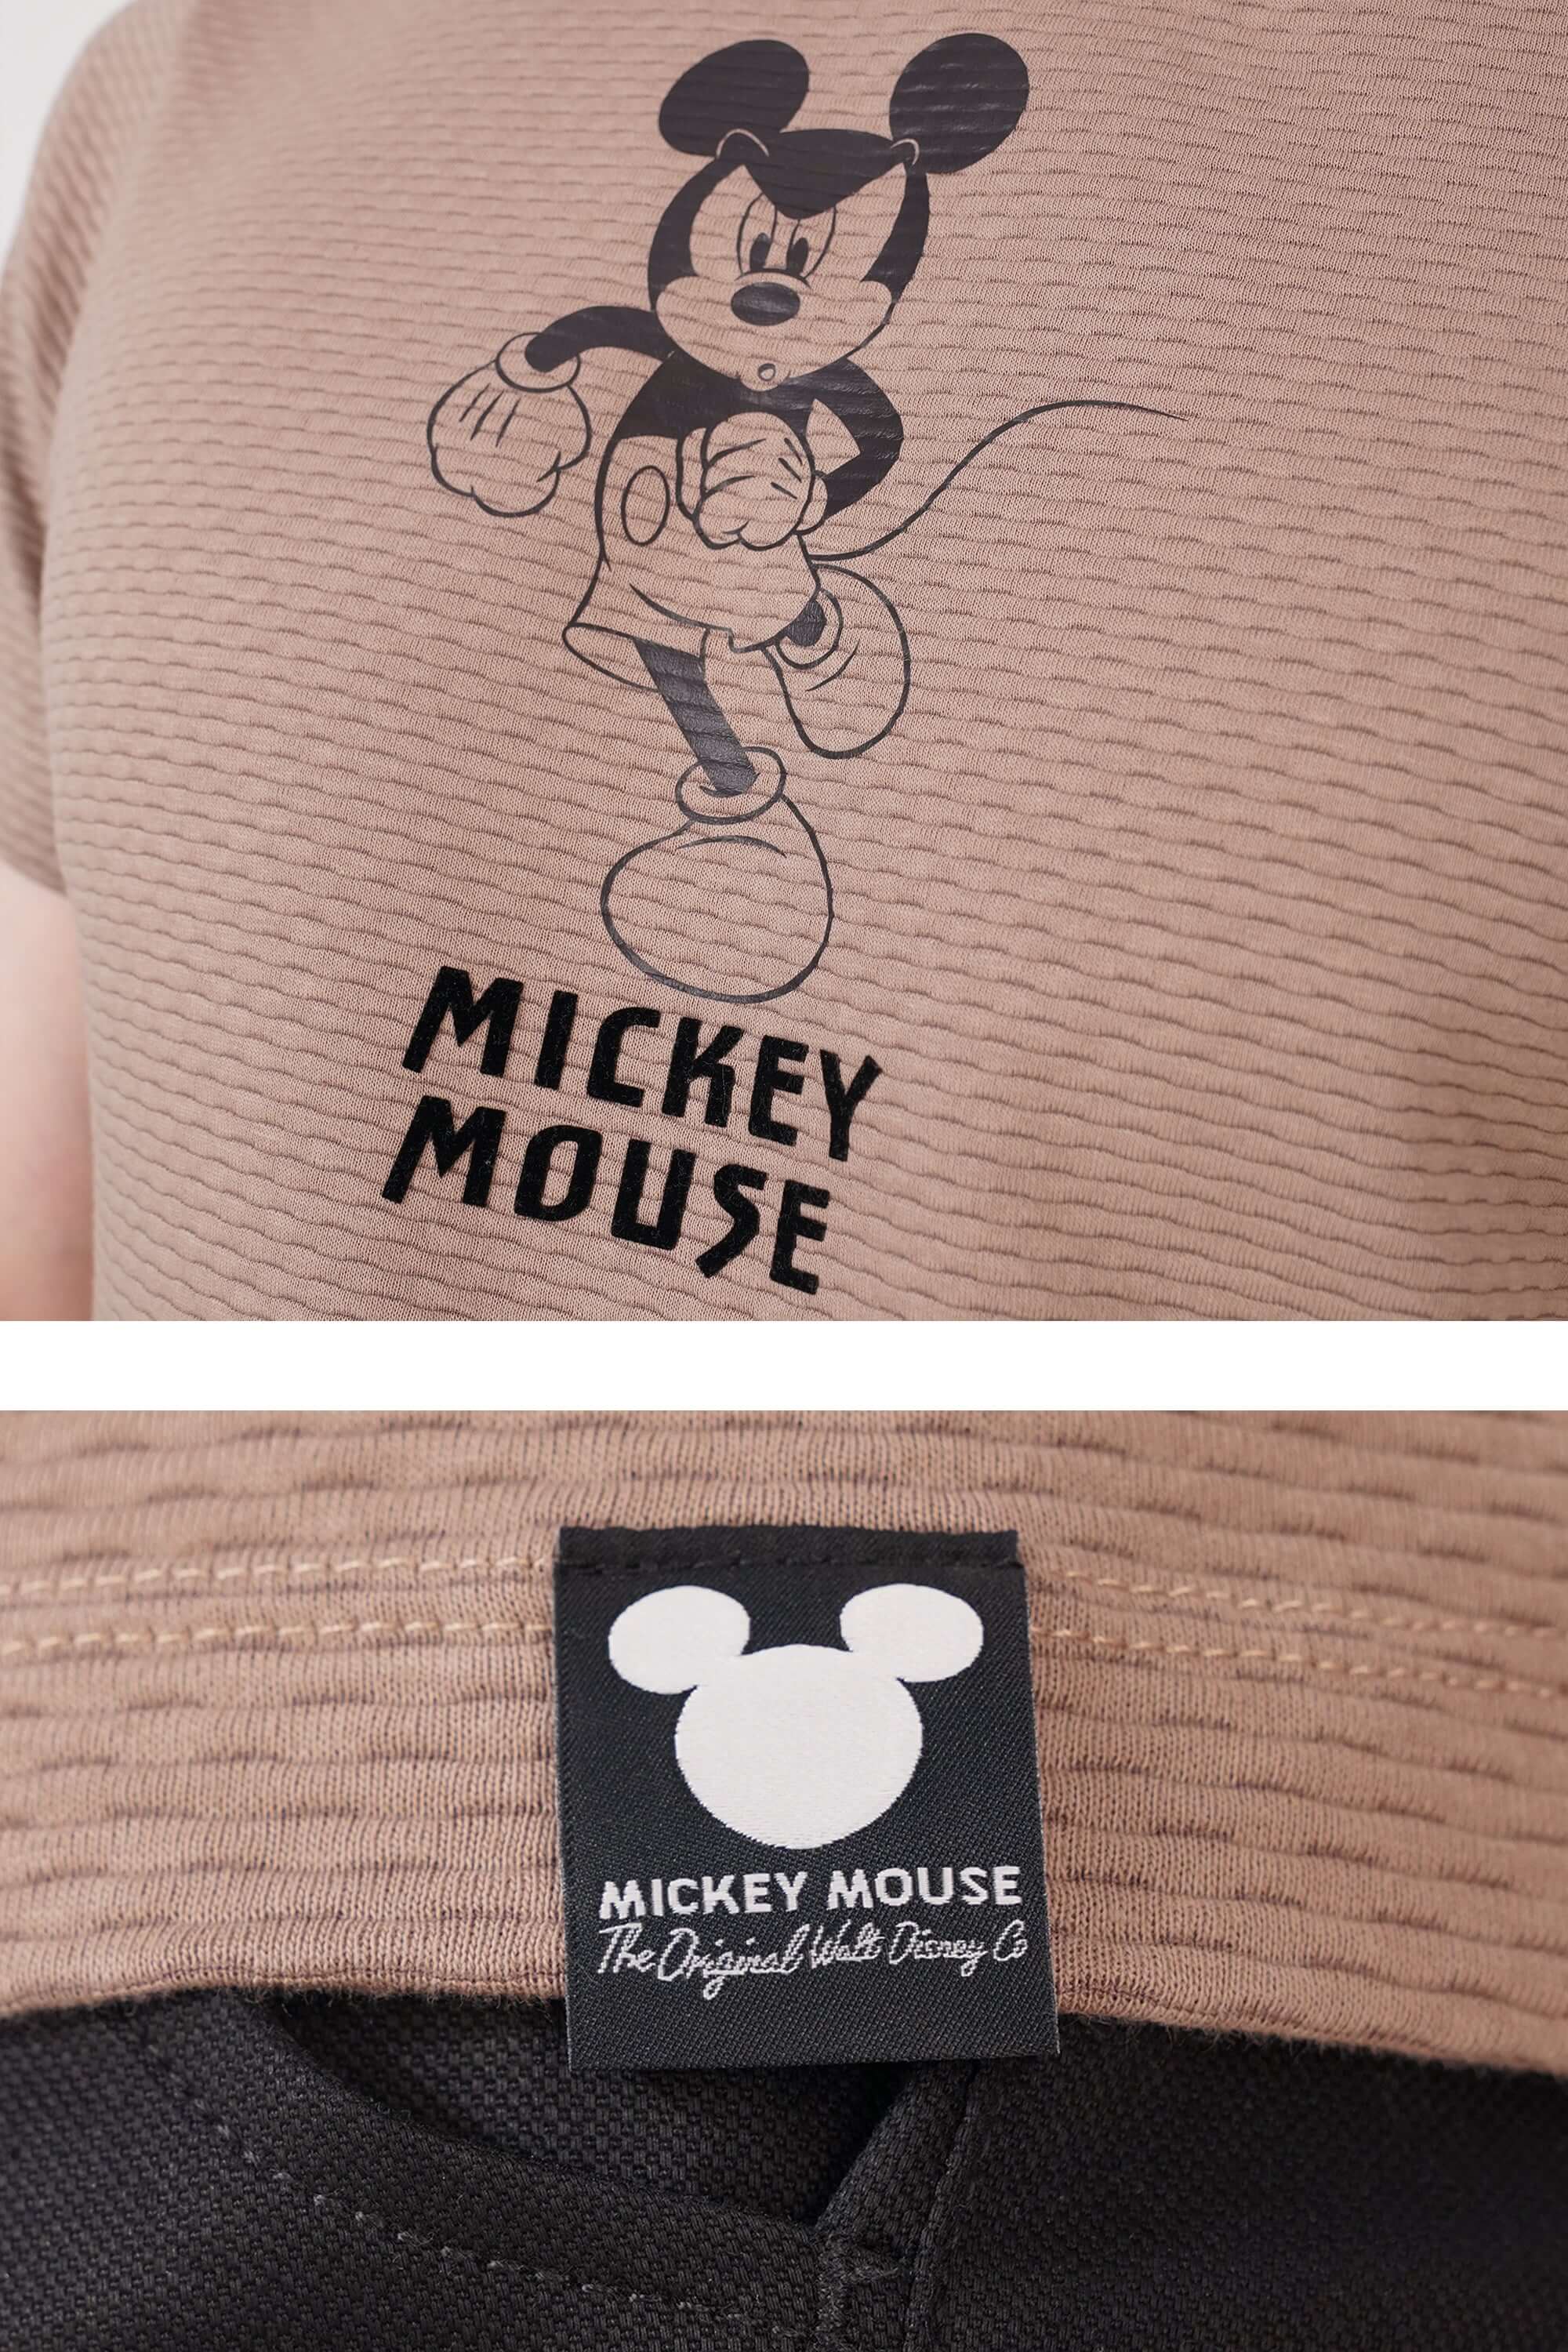 MICKEY
MOUSE
MICKEY MOUSE
The Original Walt Disney Co